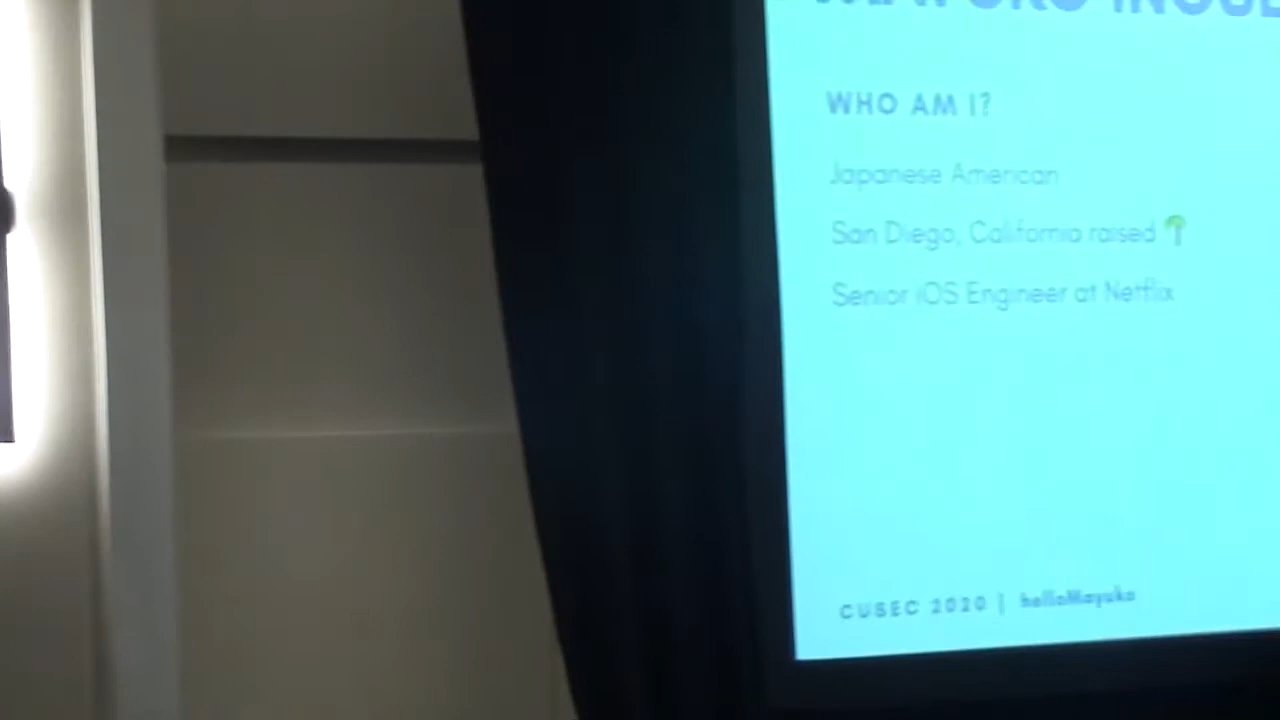 WHO AM I?
Japanese American
San Diego, California raised 🌴
Senior iOS Engineer at Netflix
CUSEC 2020 | helloMayuko